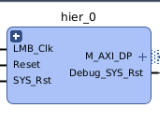 hier_0
LMB_Clk
M_AXI_DP
Reset
Debug_SYS_Rst
SYS_Rst